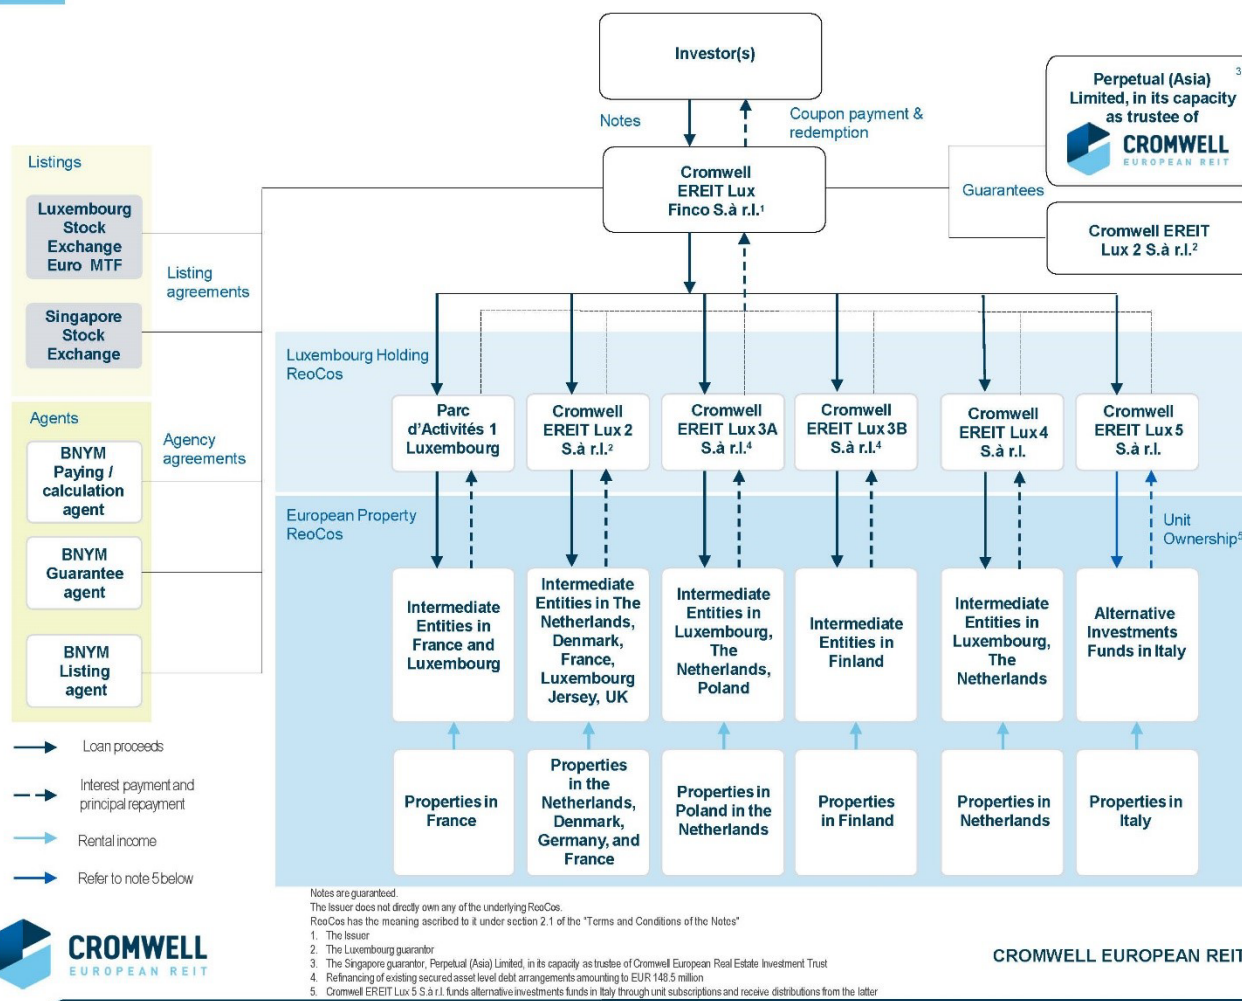 Investor(s)
Notes
Coupon payment &
redemption
Perpetual (Asia) 3
Limited, in its capacity
as trustee of
CROMWELL
EUROPEAN REIT
Listings
Luxembourg
Stock
Exchange
Euro MTF
Singapore
Stock
Exchange
Listing
agreements
Cromwell
EREIT Lux
Finco S.à r.l.¹
Guarantees
Cromwell EREIT
Lux 2 S.à r.l.²
Agents
BNYM
Paying /
calculation
agent
BNYM
Guarantee
agent
BNYM
Listing
agent
Agency
agreements
Luxembourg Holding
ReoCos
Parc
d'Activités 1
Luxembourg
Cromwell
EREIT Lux 2
S.à r.l.²
Cromwell
EREIT Lux 3A
S.à r.l.⁴
Cromwell
EREIT Lux 3B
S.à r.l.⁴
Cromwell
EREIT Lux 4
S.à r.l.
Cromwell
EREIT Lux 5
S.à r.l.
European Property
ReoCos
Unit
Ownership⁵
Intermediate
Entities in
France and
Luxembourg
Intermediate
Entities in The
Netherlands,
Denmark,
France,
Luxembourg
Jersey, UK
Intermediate
Entities in
Luxembourg,
The
Netherlands,
Poland
Intermediate
Entities in
Finland
Intermediate
Entities in
Luxembourg,
The
Netherlands
Alternative
Investments
Funds in Italy
Properties in
France
Properties
in the
Netherlands,
Denmark,
Germany, and
France
Properties in
Poland in the
Netherlands
Properties
in Finland
Properties in
Netherlands
Properties in
Italy
Loan proceeds
Interest payment and
principal repayment
Rental income
Refer to note 5 below
Notes are guaranteed.
The Issuer does not directly own any of the underlying ReoCos.
ReoCos has the meaning ascribed to it under section 2.1 of the "Terms and Conditions of the Notes"
1. The Issuer
2. The Luxembourg guarantor
3. The Singapore guarantor, Perpetual (Asia) Limited, in its capacity as trustee of Cromwell European Real Estate Investment Trust
4. Refinancing of existing secured asset level debt arrangements amounting to EUR 148.5 million
5. Cromwell EREIT Lux 5 S.à r.l. funds alternative investments funds in Italy through unit subscriptions and receive distributions from the latter
CROMWELL
EUROPEAN REIT
CROMWELL EUROPEAN REIT